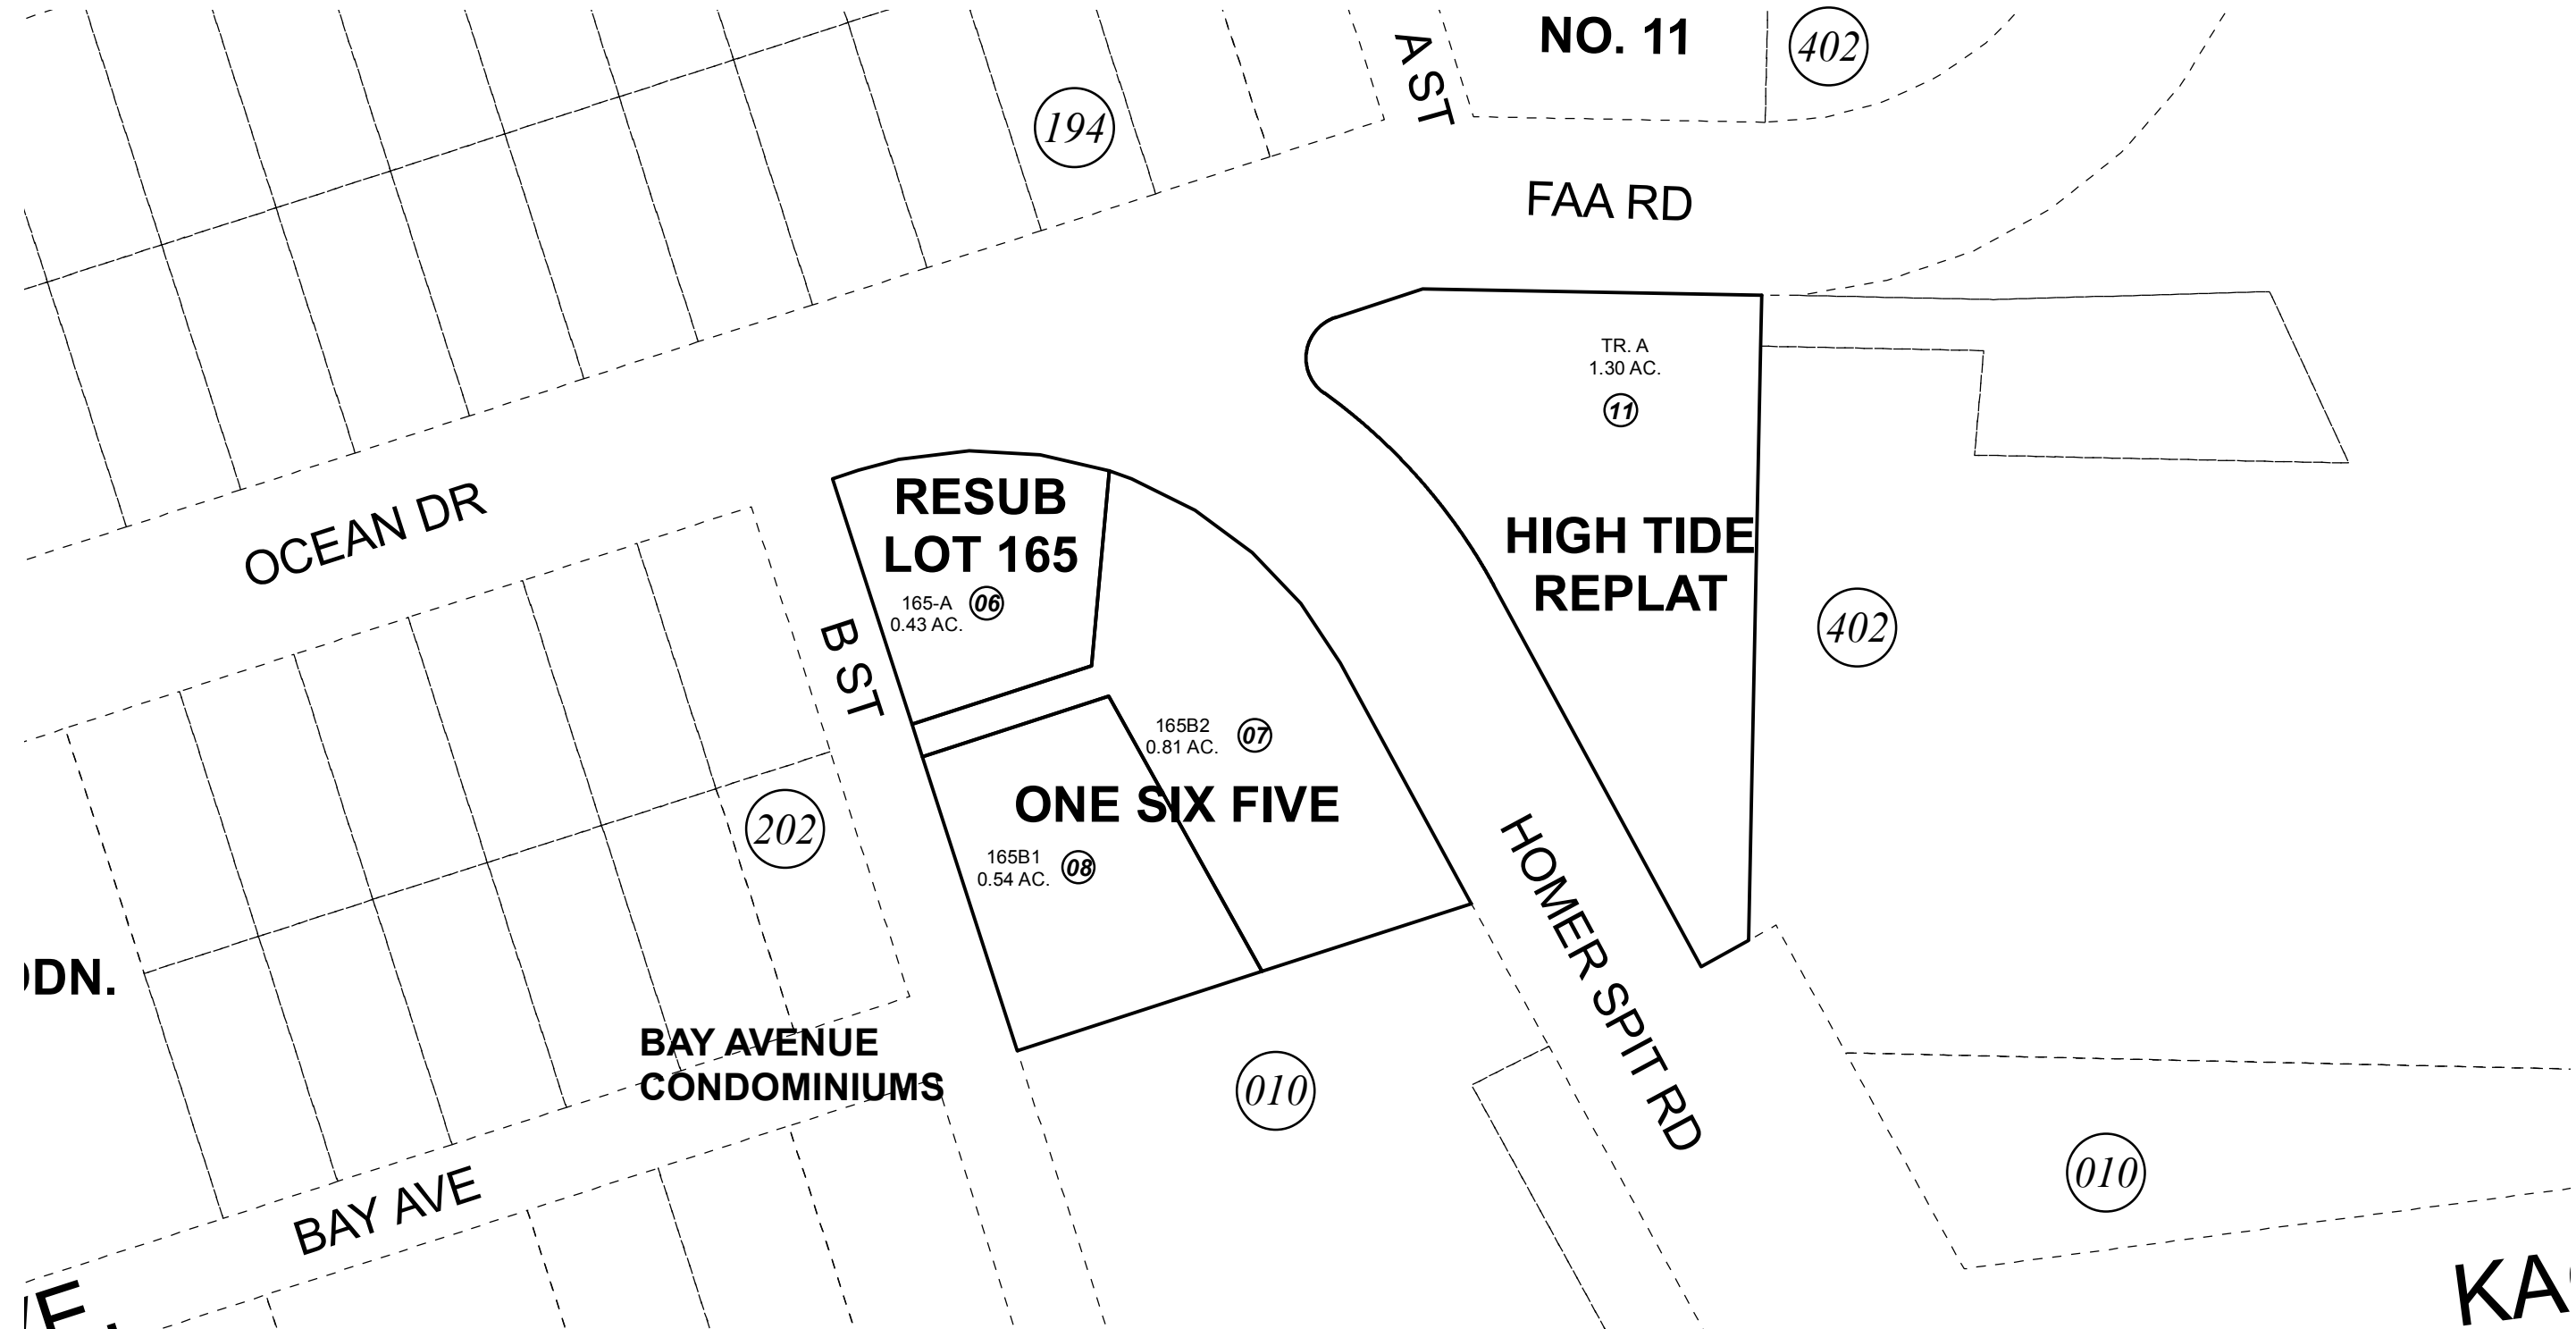 NO. 11
402
A ST
194
FAA RD
TR. A
1.30 AC.
11
OCEAN DR
RESUB
LOT 165
165-A 06
0.43 AC.
HIGH TIDE
REPLAT
402
B ST
165B2 07
0.81 AC.
ONE SIX FIVE
202
165B1 08
0.54 AC.
HOMER SPIT RD
DDN.
BAY AVENUE
CONDOMINIUMS
010
010
BAY AVE
E.
KA